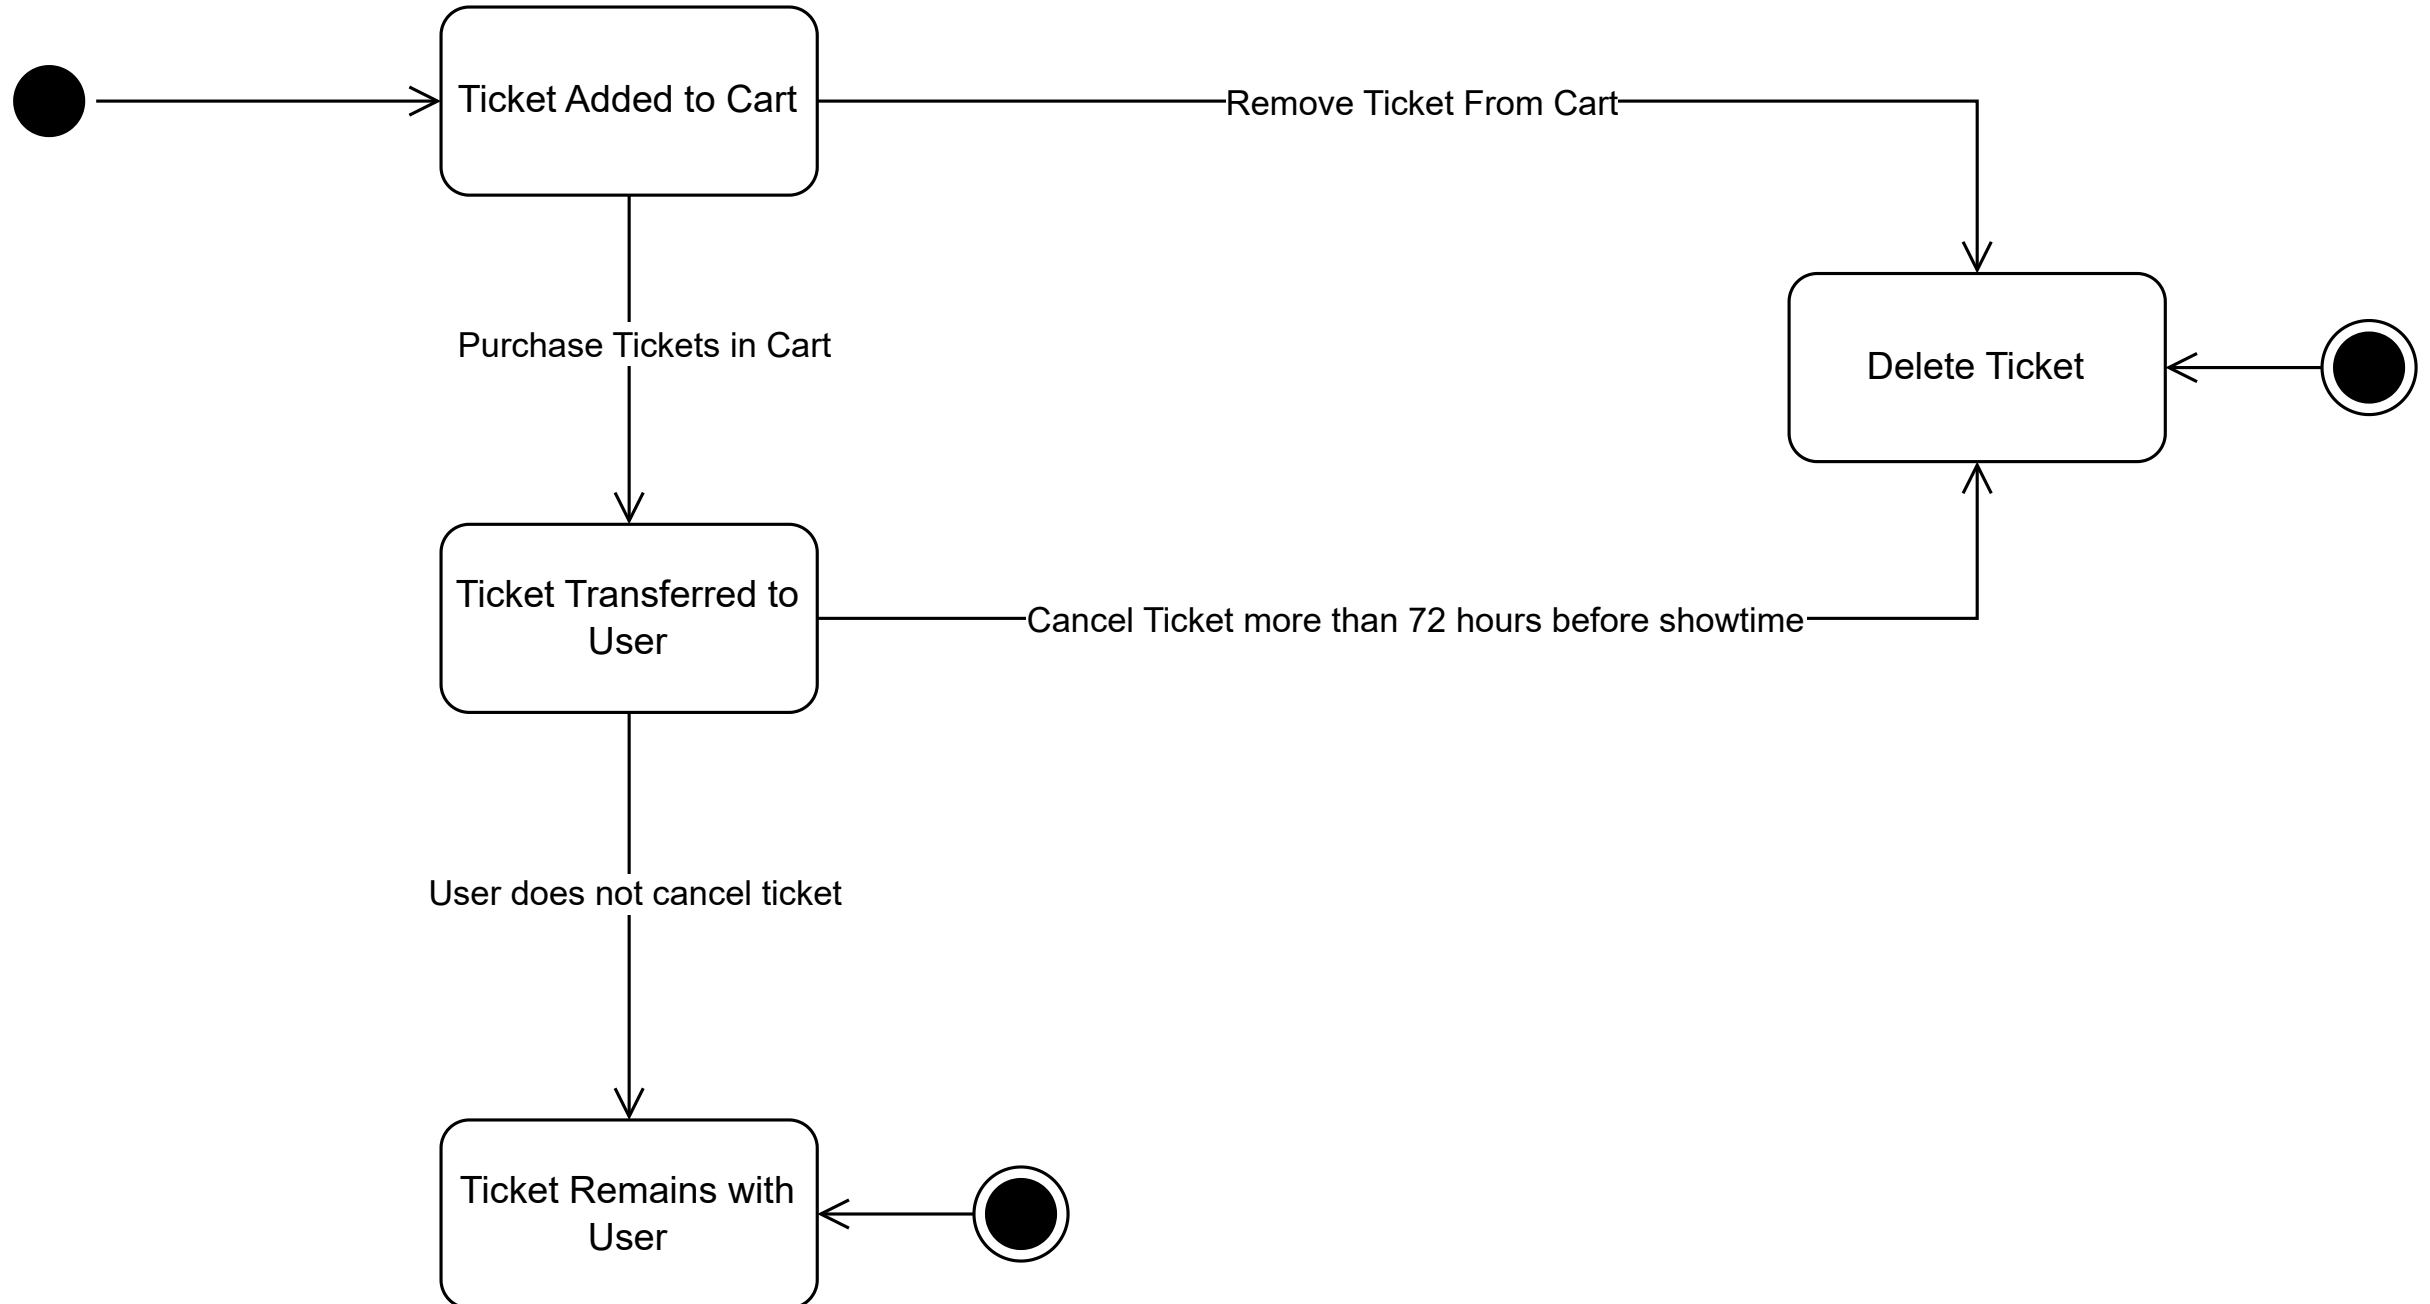 Ticket Added to Cart
Remove Ticket From Cart
Purchase Tickets in Cart
Delete Ticket
Ticket Transferred to
User
Cancel Ticket more than 72 hours before showtime
User does not cancel ticket
Ticket Remains with
User